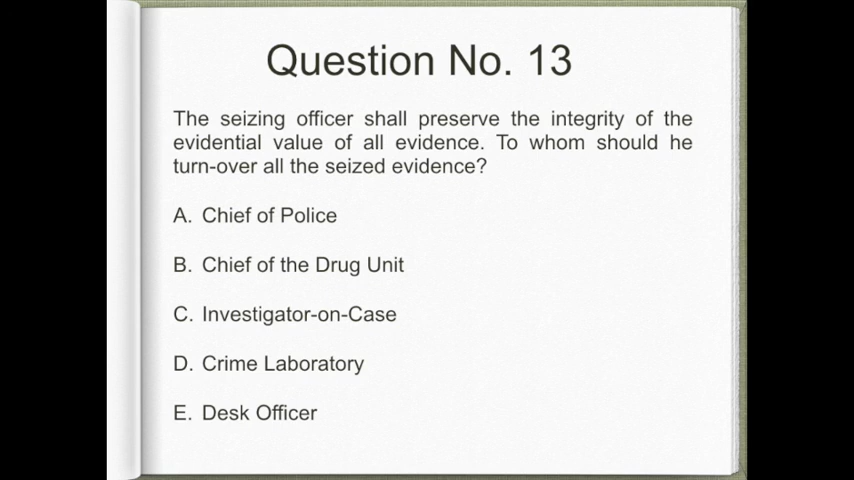 Question No. 13
The seizing officer shall preserve the integrity of the
evidential value of all evidence. To whom should he
turn-over all the seized evidence?
A. Chief of Police
B. Chief of the Drug Unit
C. Investigator-on-Case
D. Crime Laboratory
E. Desk Officer